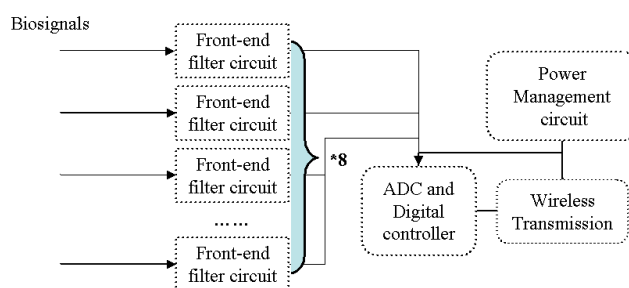 Biosignals
Front-end
filter circuit
Front-end
filter circuit
Front-end
filter circuit
……
Front-end
filter circuit
*8
ADC and
Digital
controller
Power
Management
circuit
Wireless
Transmission